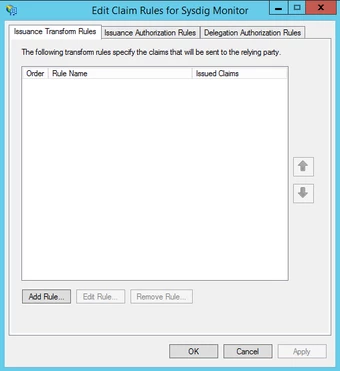 Edit Claim Rules for Sysdig Monitor
Issuance Transform Rules Issuance Authorization Rules Delegation Authorization Rules
The following transform rules specify the claims that will be sent to the relying party.
Order Rule Name Issued Claims
Add Rule... Edit Rule... Remove Rule...
OK Cancel Apply